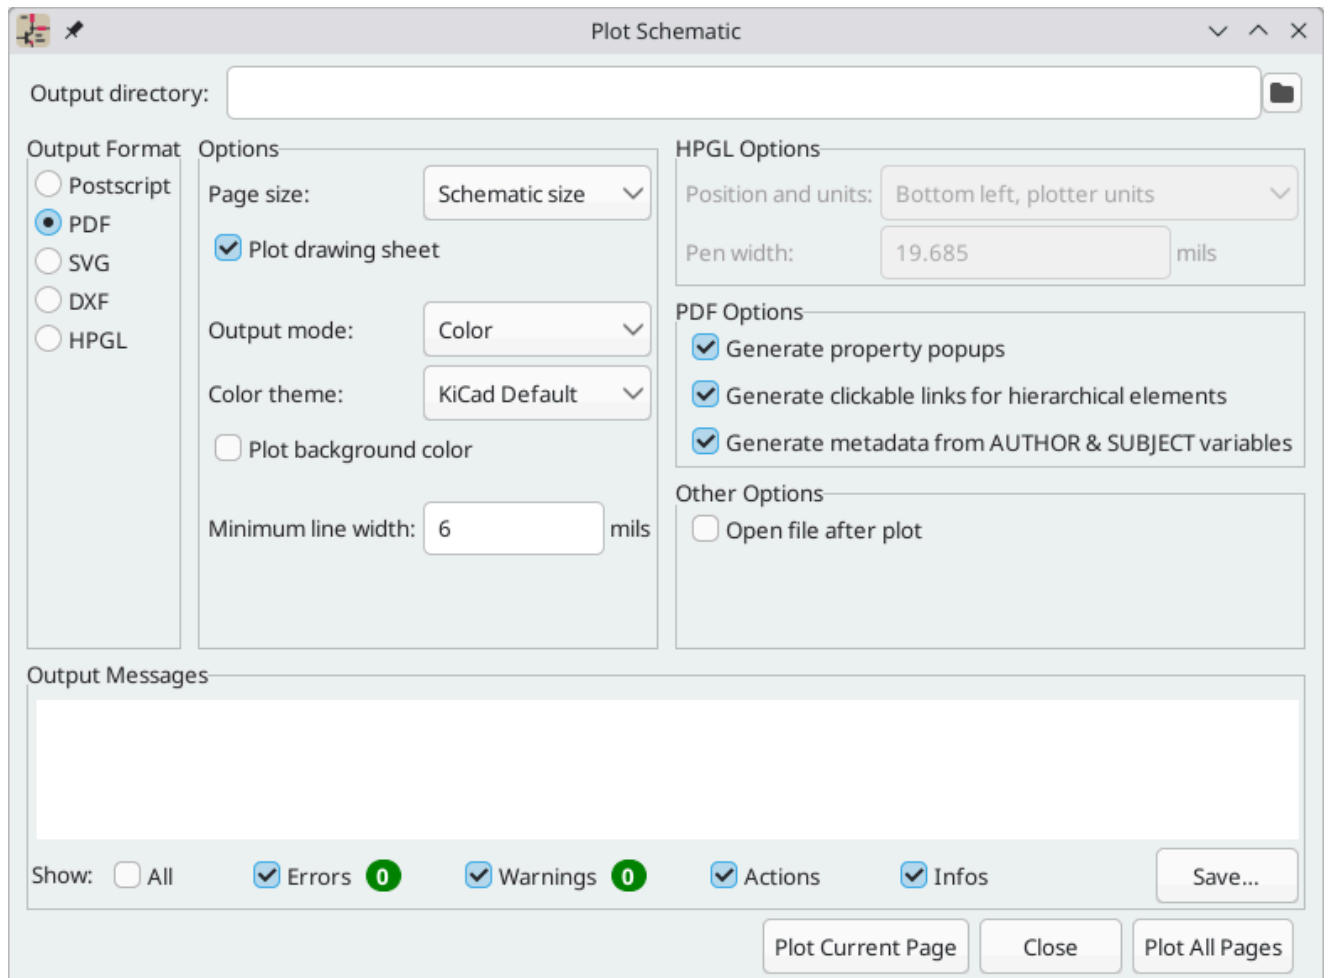 Plot Schematic
Output directory:
Output Format
Postscript
PDF
SVG
DXF
HPGL
Options
Page size: Schematic size
Plot drawing sheet
Output mode: Color
Color theme: KiCad Default
Plot background color
Minimum line width: 6 mils
HPGL Options
Position and units: Bottom left, plotter units
Pen width: 19.685 mils
PDF Options
Generate property popups
Generate clickable links for hierarchical elements
Generate metadata from AUTHOR & SUBJECT variables
Other Options
Open file after plot
Output Messages
Show: All Errors 0 Warnings 0 Actions Infos Save...
Plot Current Page Close Plot All Pages